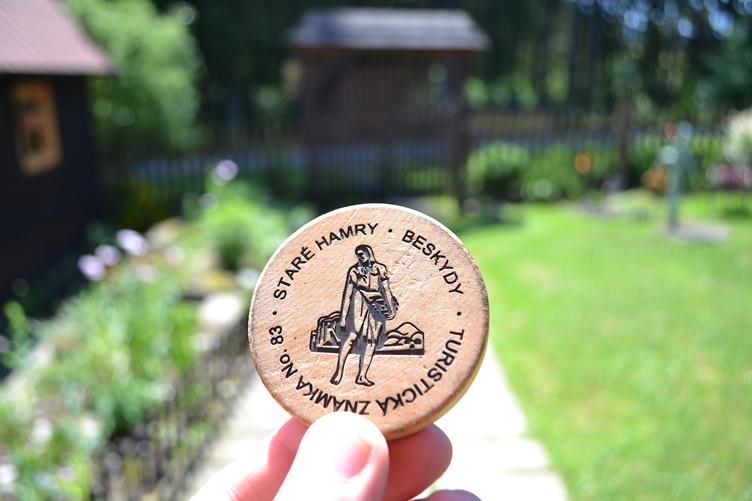 STARÉ HAMRY · BESKYDY · TURISTICKÁ ZNÁMKA No. 83 ·